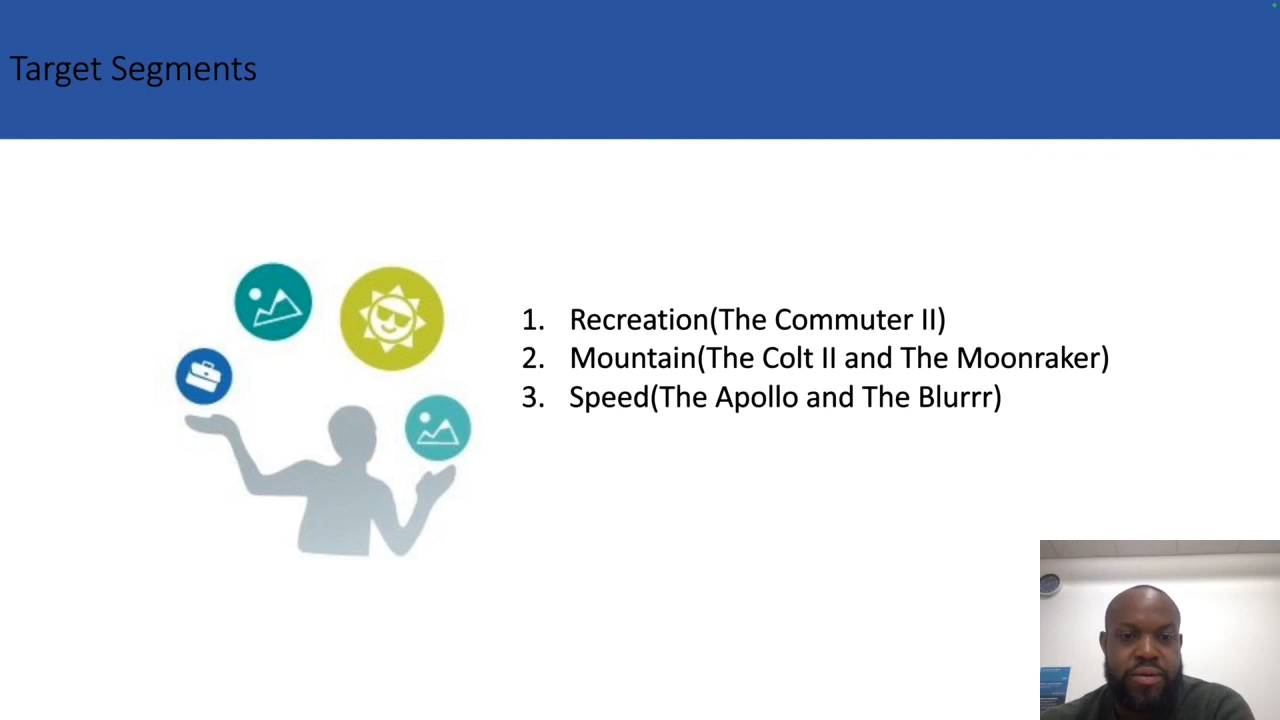 Target Segments
1. Recreation(The Commuter II)
2. Mountain(The Colt II and The Moonraker)
3. Speed(The Apollo and The Blurrr)